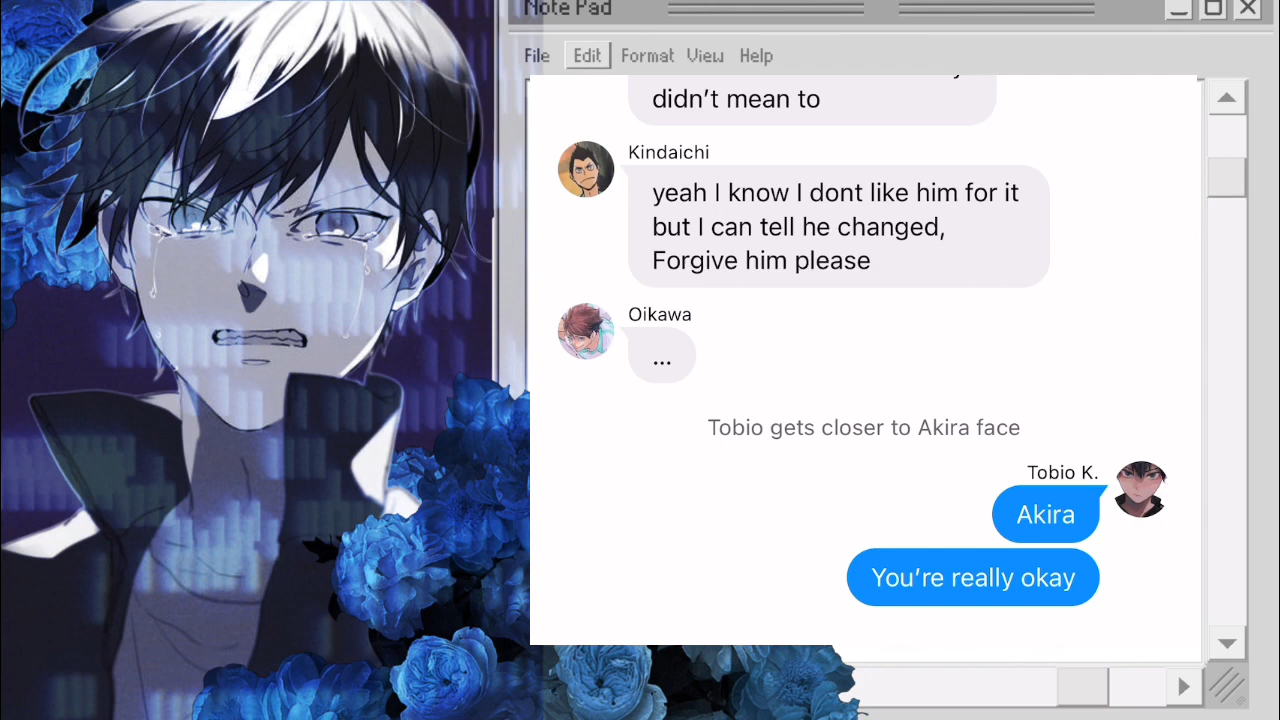 Note Pad
File Edit Format View Help
didn't mean to
Kindaichi
yeah I know I dont like him for it
but I can tell he changed,
Forgive him please
Oikawa
...
Tobio gets closer to Akira face
Tobio K.
Akira
You're really okay